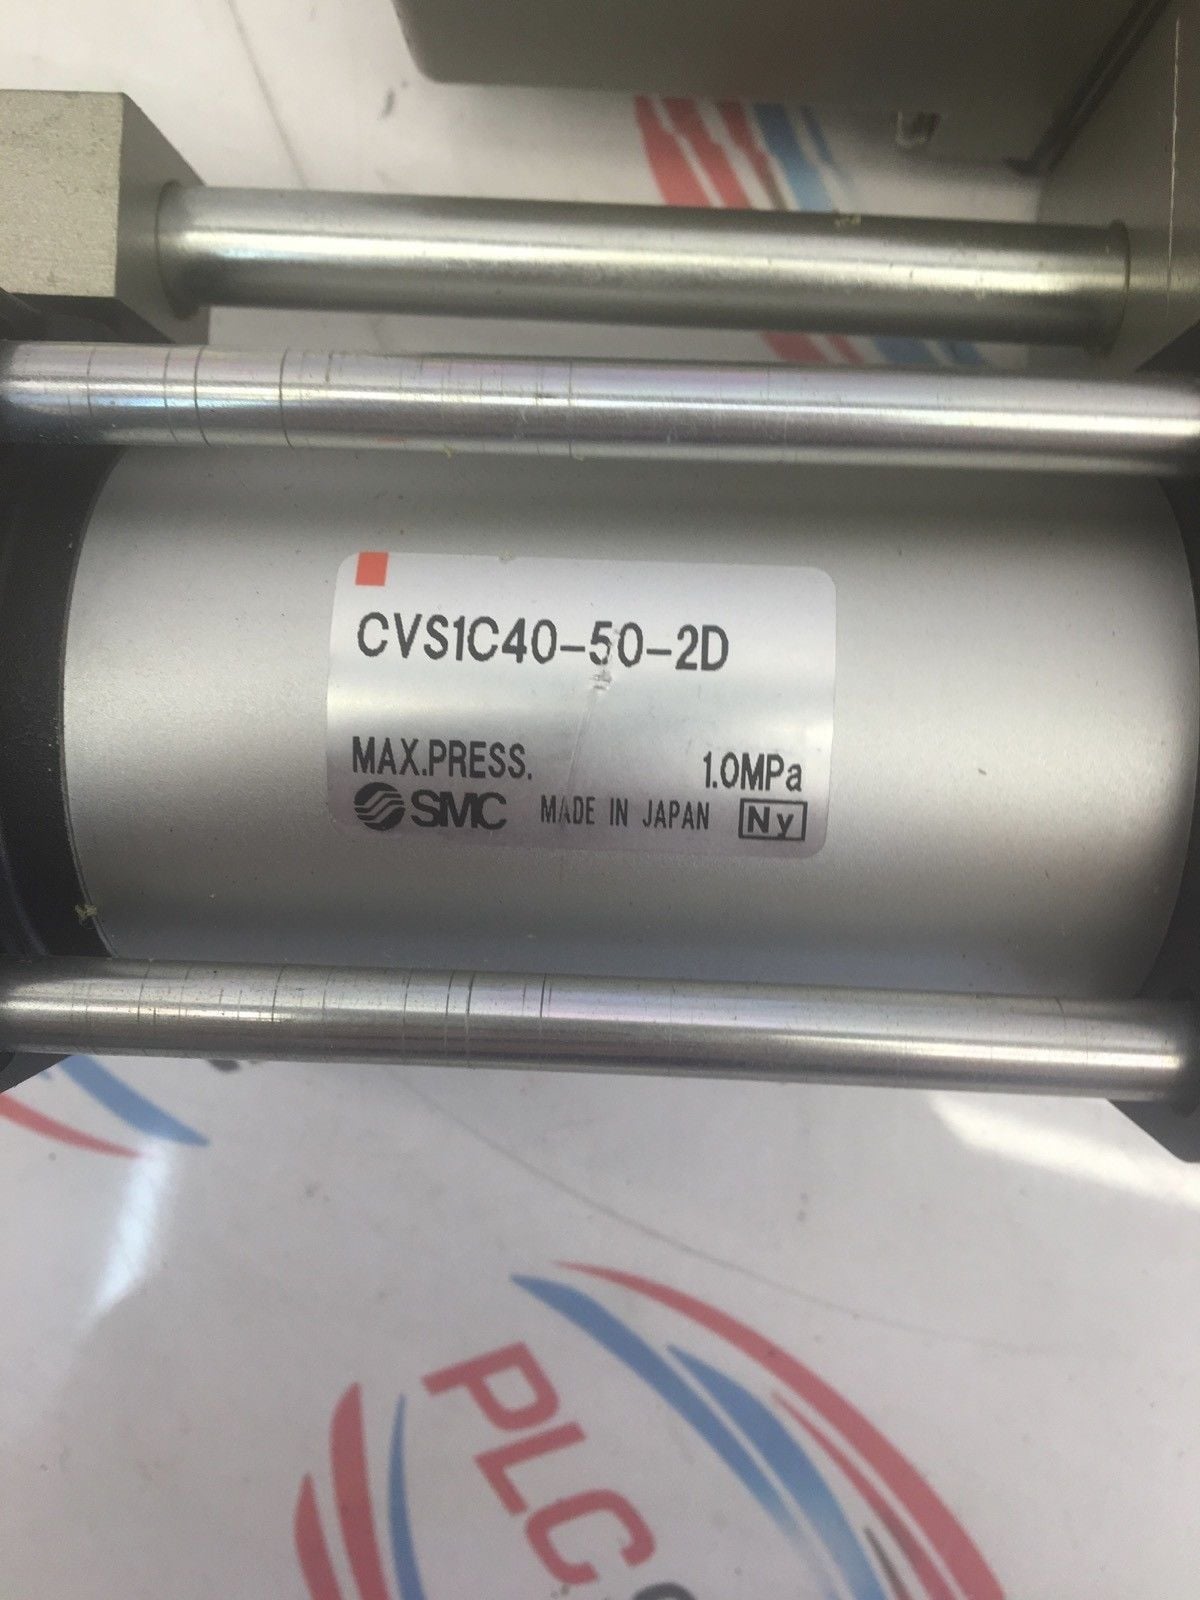 CVS1C40-50-2D
MAX.PRESS. 1.0MPa
SMC MADE IN JAPAN Ny
PLC